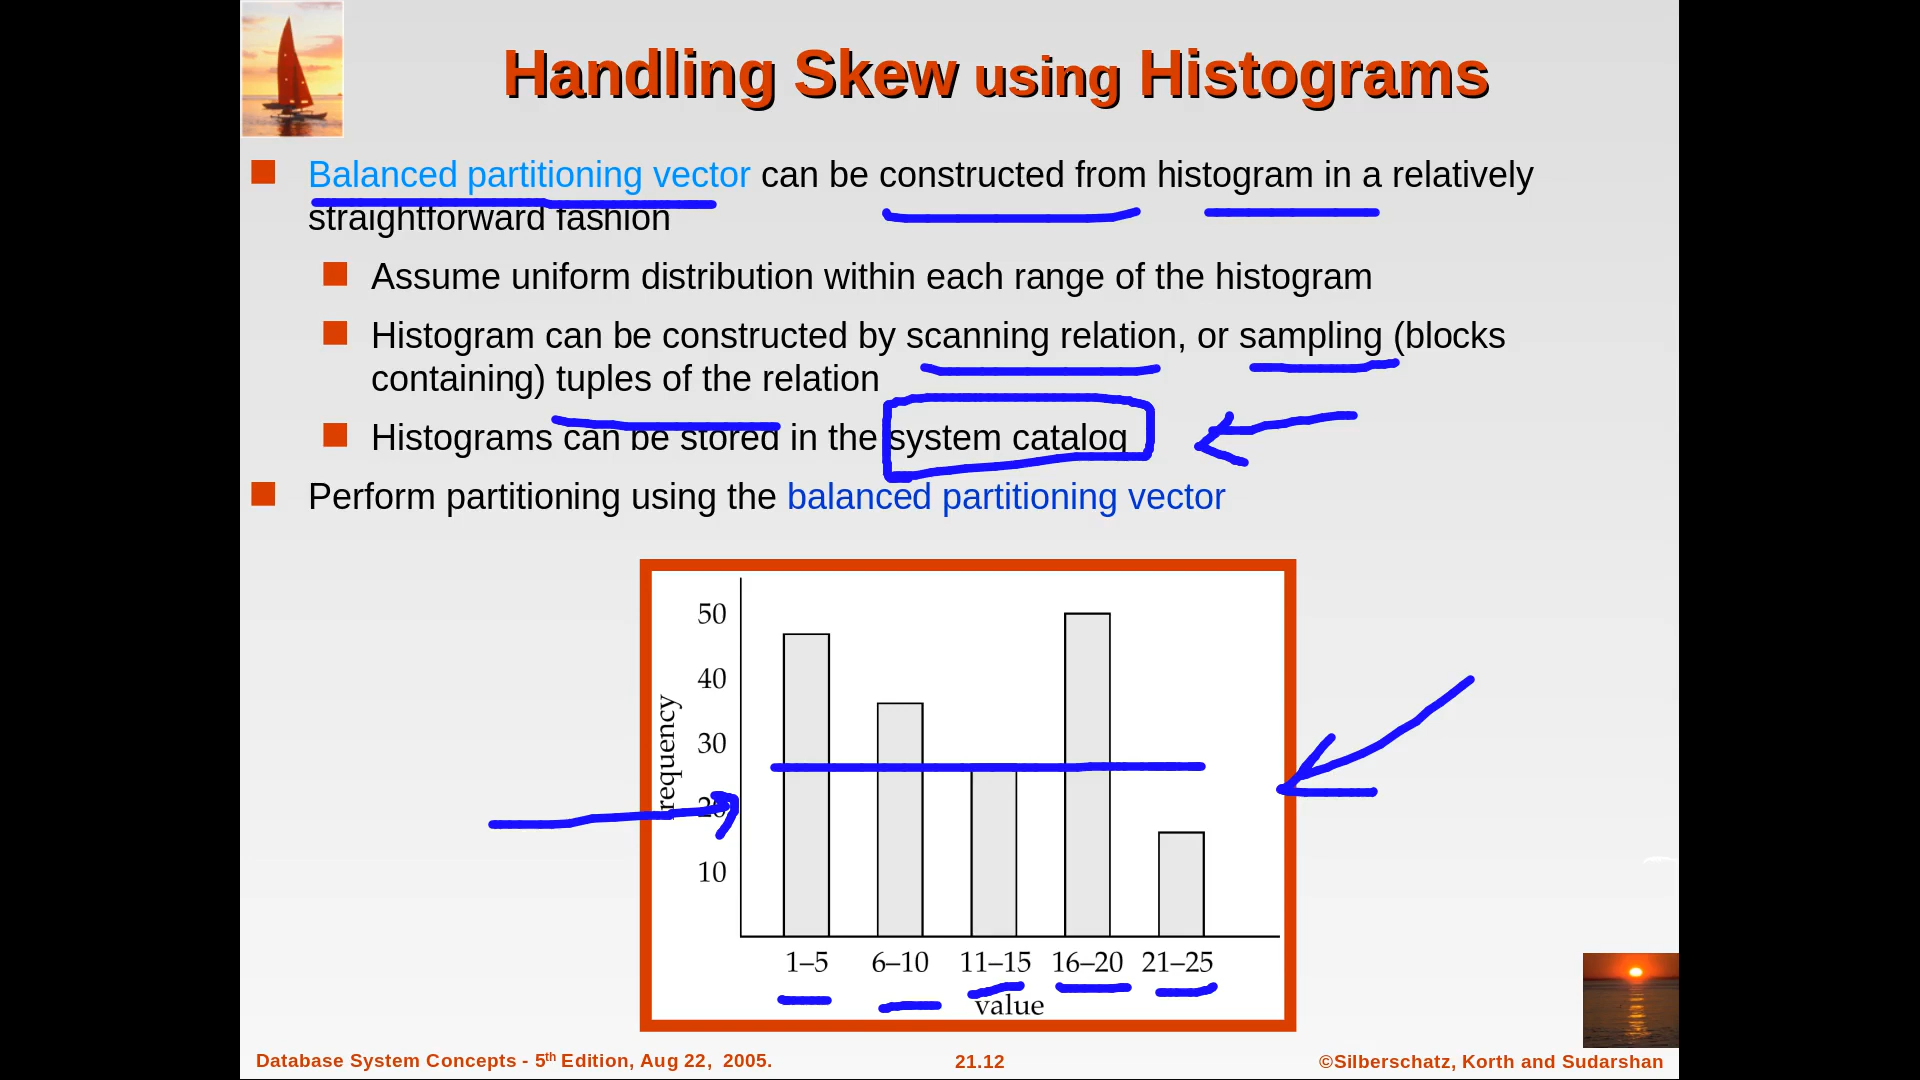 Handling Skew using Histograms
Balanced partitioning vector can be constructed from histogram in a relatively
straightforward fashion
Assume uniform distribution within each range of the histogram
Histogram can be constructed by scanning relation, or sampling (blocks
containing) tuples of the relation
Histograms can be stored in the system catalog
Perform partitioning using the balanced partitioning vector
50
40
30
20
10
frequency
1–5 6–10 11–15 16–20 21–25
value
Database System Concepts - 5th Edition, Aug 22, 2005.
21.12
©Silberschatz, Korth and Sudarshan